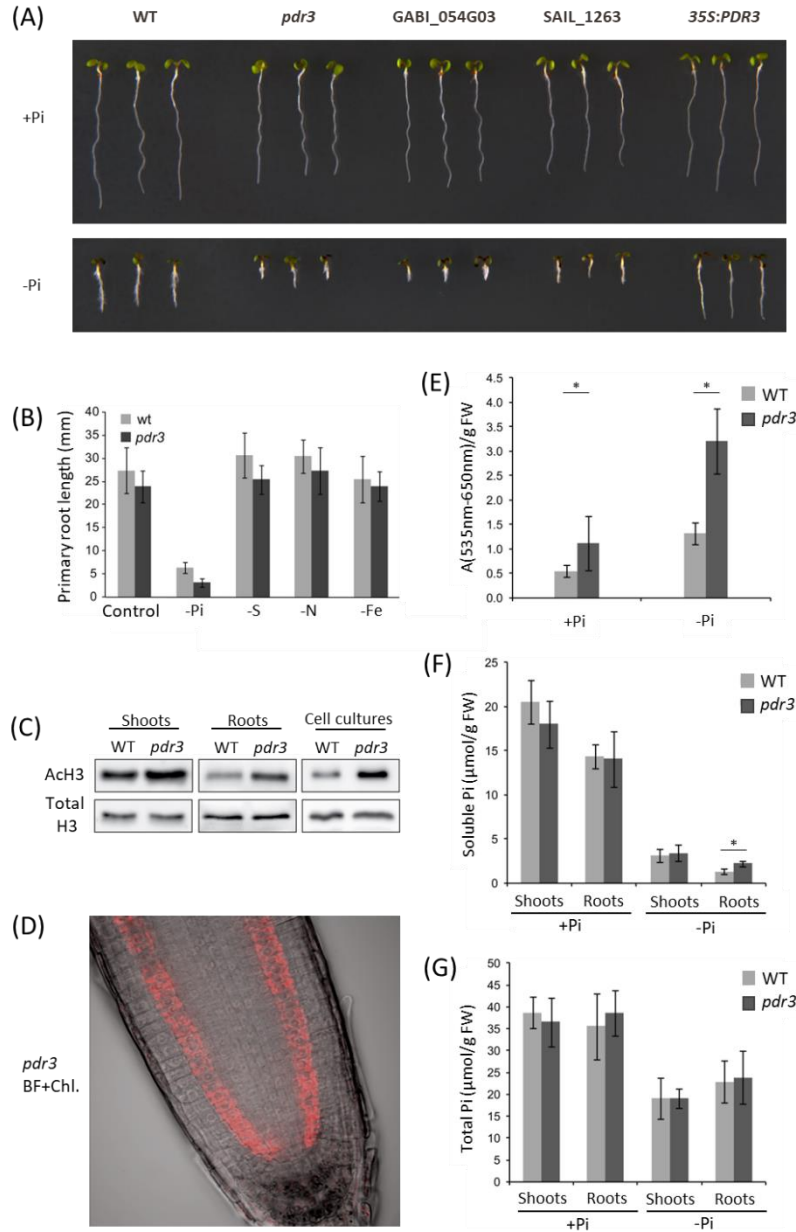 (A)
WT pdr3 GABI_054G03 SAIL_1263 35S:PDR3
+Pi
-Pi
(B)
wt
pdr3
Primary root length (mm)
40
35
30
25
20
15
10
5
0
Control -Pi -S -N -Fe
(C)
Shoots Roots Cell cultures
WT pdr3 WT pdr3 WT pdr3
AcH3
Total
H3
(D)
pdr3
BF+Chl.
(E)
WT
pdr3
A(535nm-650nm)/g FW
4.5
4.0
3.5
3.0
2.5
2.0
1.5
1.0
0.5
0.0
* *
+Pi -Pi
(F)
WT
pdr3
Soluble Pi (µmol/g FW)
25
20
15
10
5
0
*
Shoots Roots Shoots Roots
+Pi -Pi
(G)
WT
pdr3
Total Pi (µmol/g FW)
50
45
40
35
30
25
20
15
10
5
0
Shoots Roots Shoots Roots
+Pi -Pi